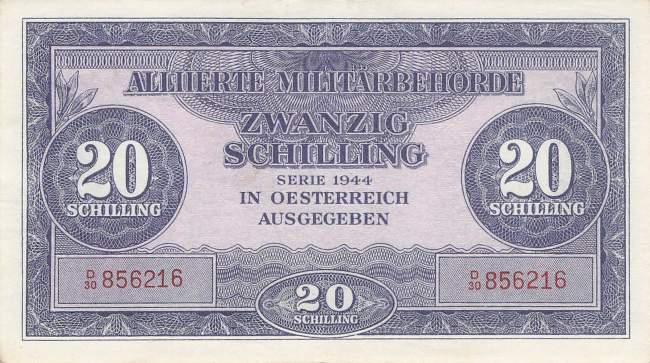 ALLIIERTE MILITÄRBEHÖRDE
ZWANZIG
SCHILLING
SERIE 1944
IN OESTERREICH
AUSGEGEBEN
20
SCHILLING
20
SCHILLING
D/30 856216
D/30 856216
20
SCHILLING